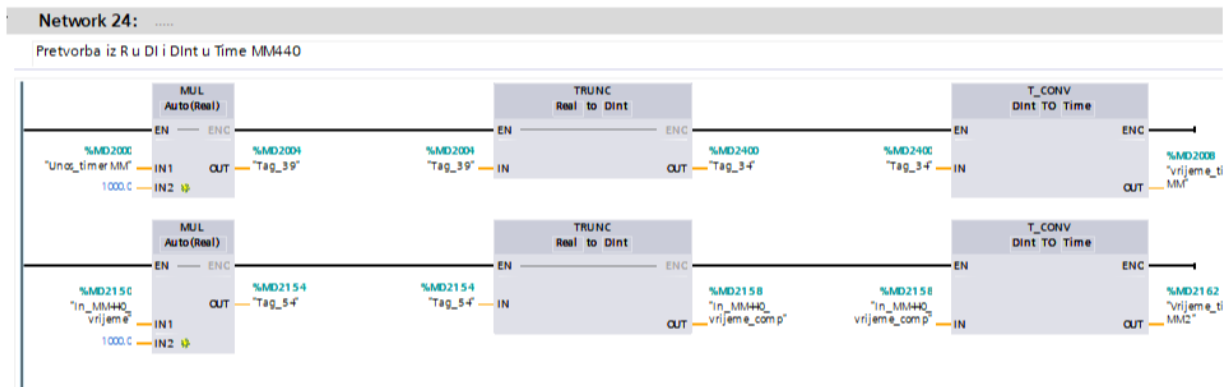 Network 24: .....
Pretvorba iz R u DI i DInt u Time MM440
MUL
Auto (Real)
EN ENO
%MD2000
"Unos_timer MM"
IN1
1000.0
IN2
%MD2004
OUT "Tag_39"
TRUNC
Real to DInt
EN ENO
%MD2004
"Tag_39" IN
%MD2400
OUT
T_CONV
DInt TO Time
EN ENO
%MD2400
IN
%MD2008
"vrijeme_ti
MM"
OUT
MUL
Auto (Real)
EN ENO
%MD2150
"In_MM440_
vrijeme"
IN1
1000.0
IN2
%MD2154
OUT
TRUNC
Real to DInt
EN ENO
%MD2154
IN
%MD2158
"In_MM440_
vrijeme_comp"
OUT
T_CONV
DInt TO Time
EN ENO
%MD2158
"In_MM440_
vrijeme_comp"
IN
%MD2162
"Vrijeme_ti
MM2"
OUT